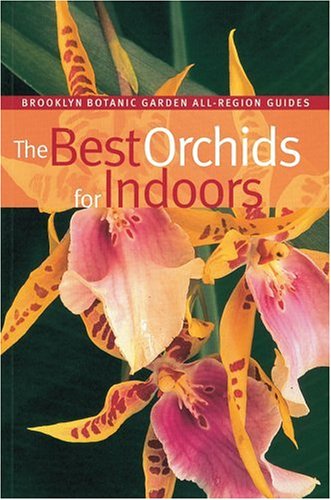 BROOKLYN BOTANIC GARDEN ALL-REGION GUIDES
The Best Orchids
for Indoors